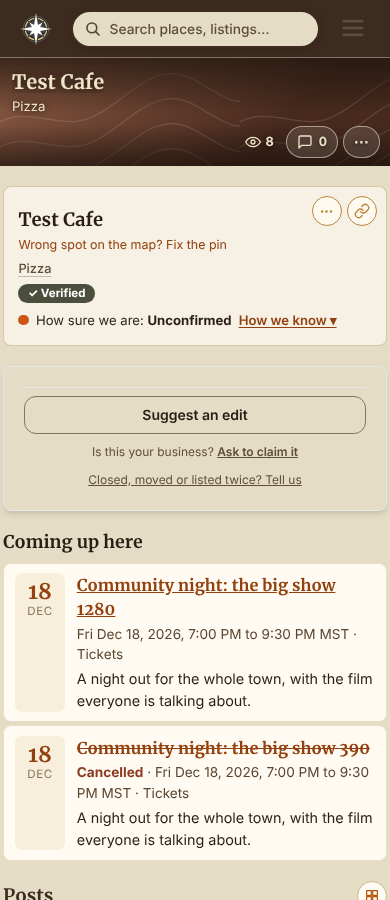 Search places, listings...
Test Cafe
Pizza
8
0
Test Cafe
Wrong spot on the map? Fix the pin
Pizza
✓ Verified
How sure we are: Unconfirmed How we know ▾
Suggest an edit
Is this your business? Ask to claim it
Closed, moved or listed twice? Tell us
Coming up here
18
DEC
Community night: the big show
1280
Fri Dec 18, 2026, 7:00 PM to 9:30 PM MST ·
Tickets
A night out for the whole town, with the film
everyone is talking about.
18
DEC
Community night: the big show 390
Cancelled · Fri Dec 18, 2026, 7:00 PM to 9:30
PM MST · Tickets
A night out for the whole town, with the film
everyone is talking about.
Posts